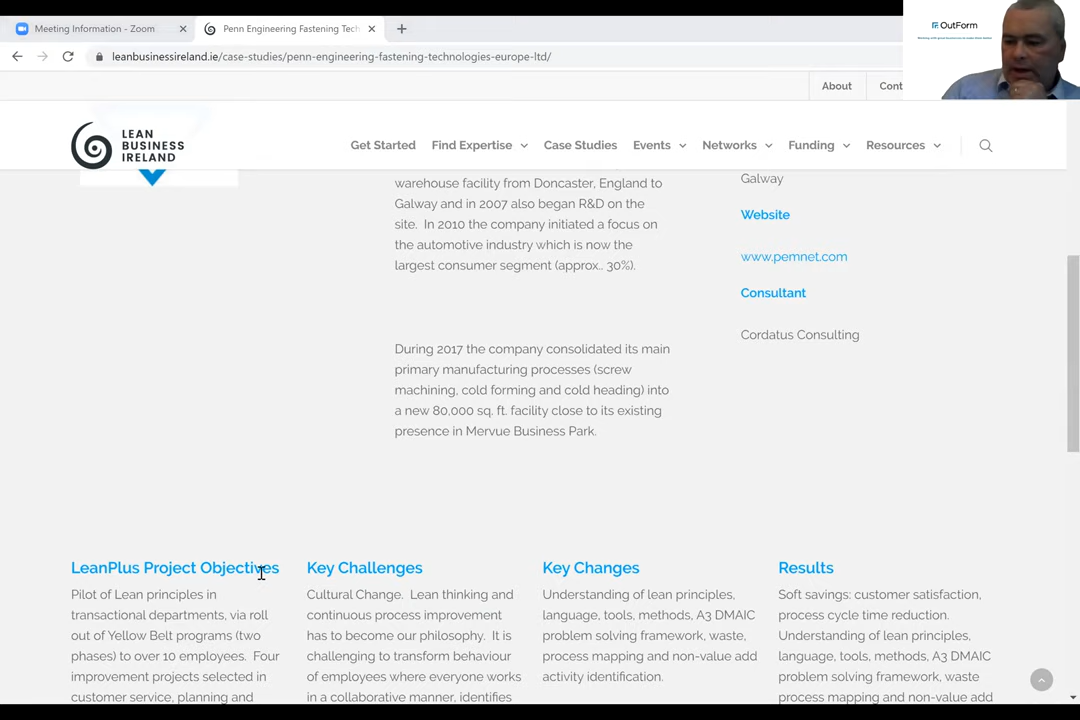 Meeting Information - Zoom
Penn Engineering Fastening Tech
leanbusinessireland.ie/case-studies/penn-engineering-fastening-technologies-europe-ltd/
OutForm
About
Cont
LEAN
BUSINESS
IRELAND
Get Started
Find Expertise
Case Studies
Events
Networks
Funding
Resources
warehouse facility from Doncaster, England to
Galway and in 2007 also began R&D on the
site. In 2010 the company initiated a focus on
the automotive industry which is now the
largest consumer segment (approx.. 30%).
During 2017 the company consolidated its main
primary manufacturing processes (screw
machining, cold forming and cold heading) into
a new 80,000 sq. ft. facility close to its existing
presence in Mervue Business Park.
Galway
Website
www.pemnet.com
Consultant
Cordatus Consulting
LeanPlus Project Objectives
Pilot of Lean principles in
transactional departments, via roll
out of Yellow Belt programs (two
phases) to over 10 employees. Four
improvement projects selected in
customer service, planning and
Key Challenges
Cultural Change. Lean thinking and
continuous process improvement
has to become our philosophy. It is
challenging to transform behaviour
of employees where everyone works
in a collaborative manner, identifies
Key Changes
Understanding of lean principles,
language, tools, methods, A3 DMAIC
problem solving framework, waste,
process mapping and non-value add
activity identification.
Results
Soft savings: customer satisfaction,
process cycle time reduction.
Understanding of lean principles,
language, tools, methods, A3 DMAIC
problem solving framework, waste
process mapping and non-value add